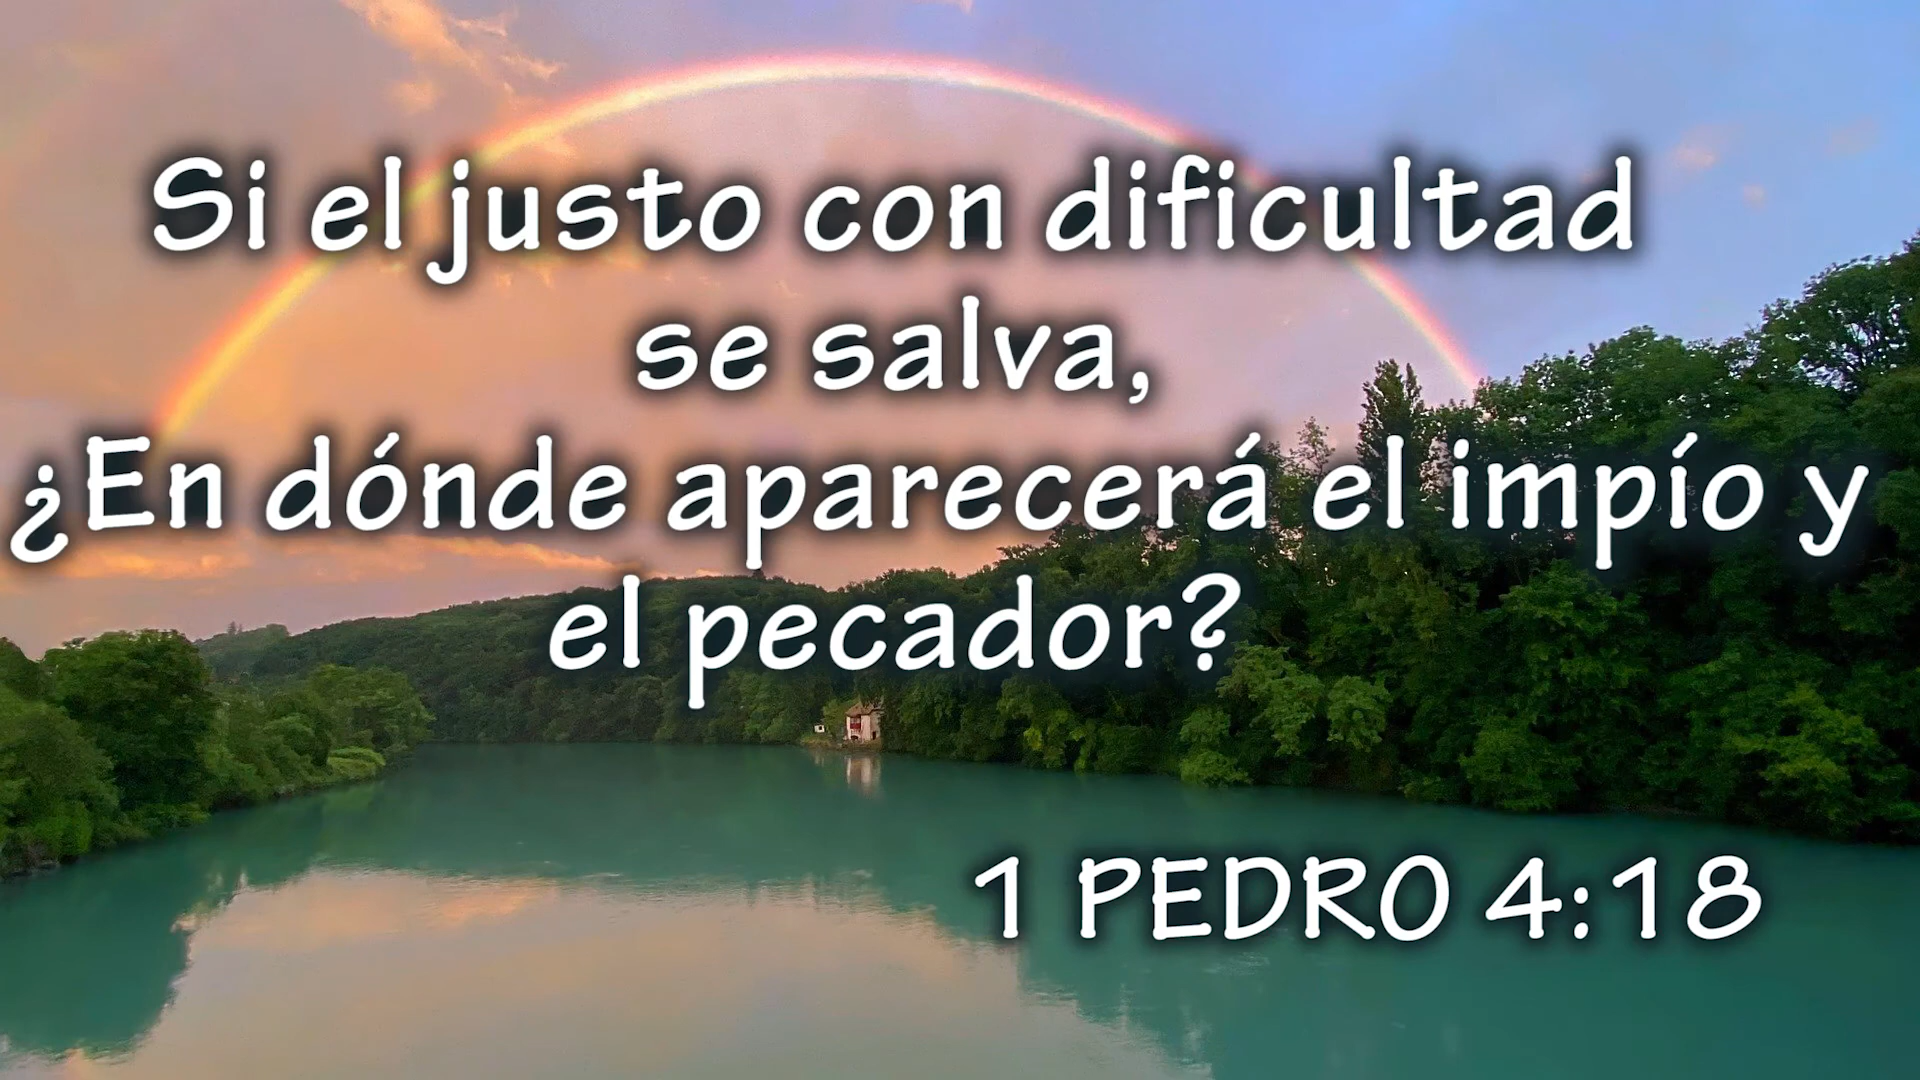 Si el justo con dificultad
se salva,
¿En dónde aparecerá el impío y
el pecador?
1 PEDRO 4:18